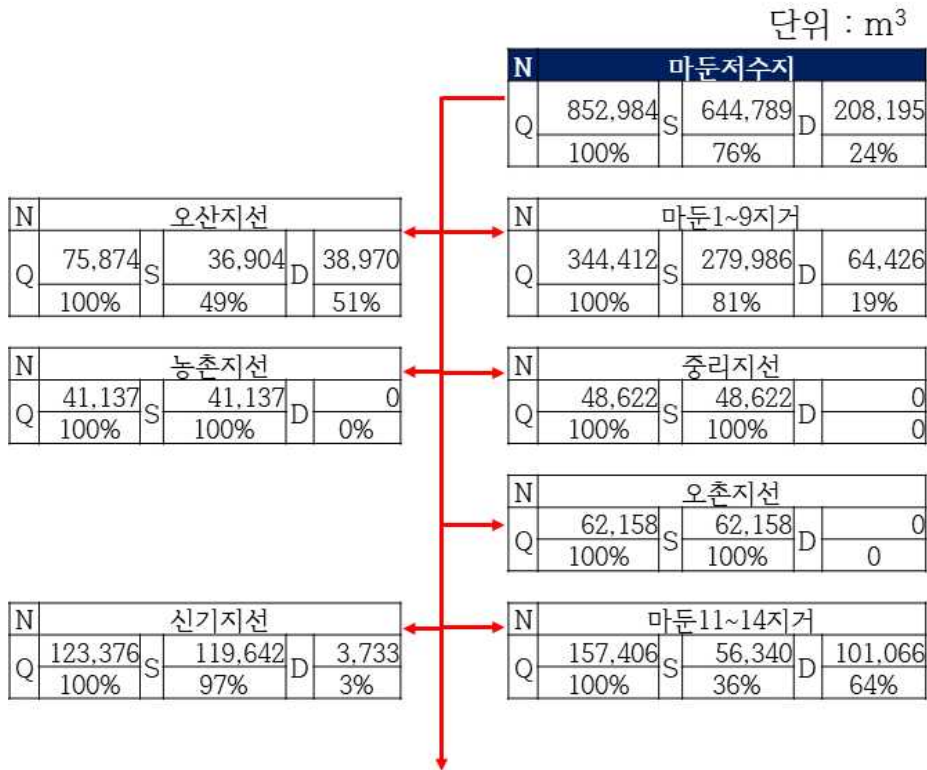 단위 : m³
N 마둔저수지
Q 852,984 S 644,789 D 208,195
100% 76% 24%
N 오산지선
Q 75,874 S 36,904 D 38,970
100% 49% 51%
N 마둔1~9지거
Q 344,412 S 279,986 D 64,426
100% 81% 19%
N 농촌지선
Q 41,137 S 41,137 D 0
100% 100% 0%
N 중리지선
Q 48,622 S 48,622 D 0
100% 100% 0
N 오촌지선
Q 62,158 S 62,158 D 0
100% 100% 0
N 신기지선
Q 123,376 S 119,642 D 3,733
100% 97% 3%
N 마둔11~14지거
Q 157,406 S 56,340 D 101,066
100% 36% 64%